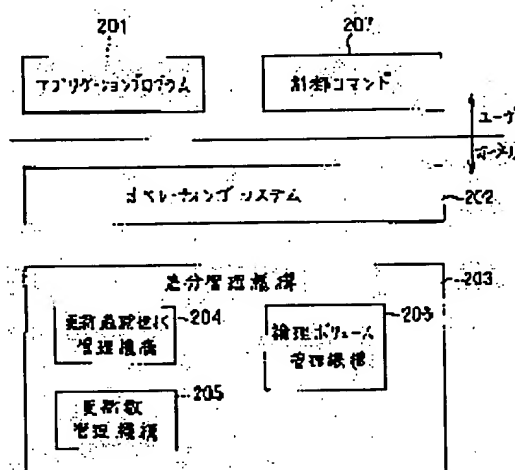 201
207
アプリケーションプログラム
制御コマンド
ユーザ
カーネル
オペレーティングシステム
202
差分管理機構
203
204
管理機構
論理ボリューム
管理機構
205
更新数
管理機構